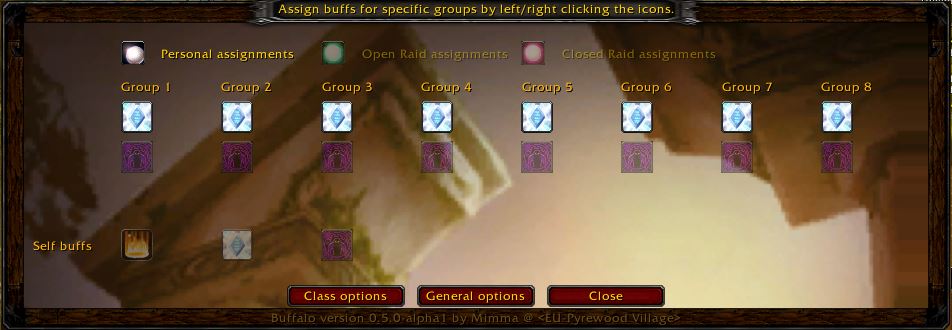 Assign buffs for specific groups by left/right clicking the icons.
Personal assignments Open Raid assignments Closed Raid assignments
Group 1 Group 2 Group 3 Group 4 Group 5 Group 6 Group 7 Group 8
Self buffs
Class options General options Close
Buffalo version 0.5.0-alpha1 by Mimma @ <EU-Pyrewood Village>